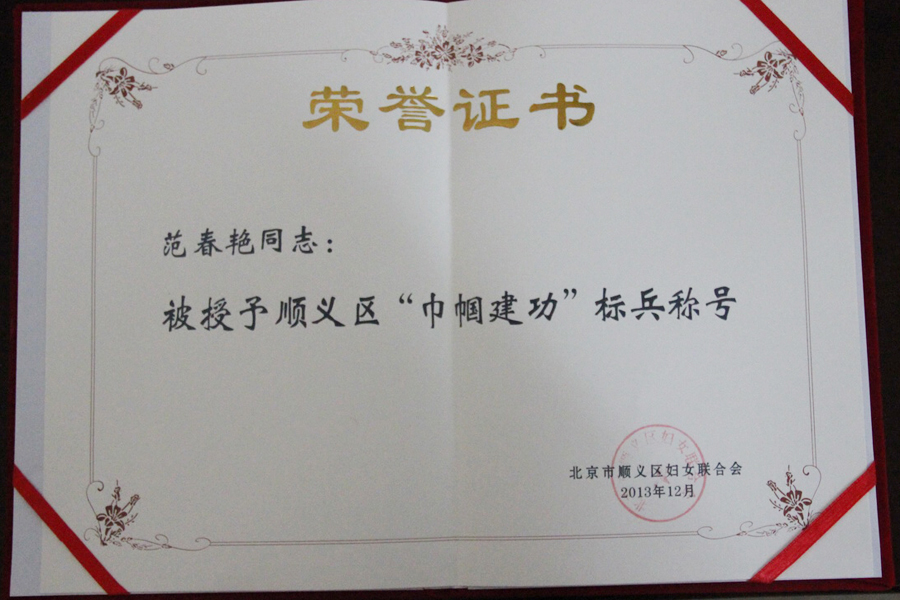 荣誉证书
范春艳同志：
被授予顺义区“巾帼建功”标兵称号
北京市顺义区妇女联合会
2013年12月